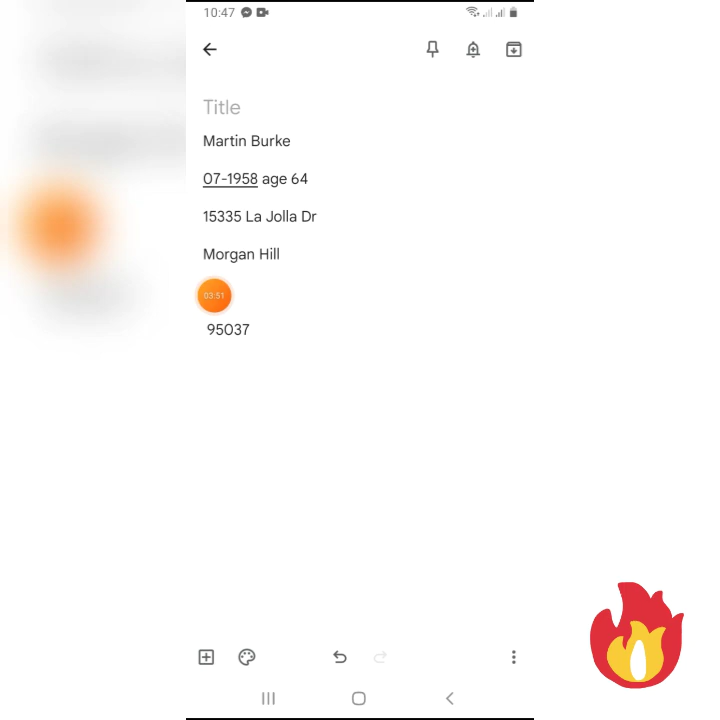 10:47
Title
Martin Burke
07-1958 age 64
15335 La Jolla Dr
Morgan Hill
03:51
95037